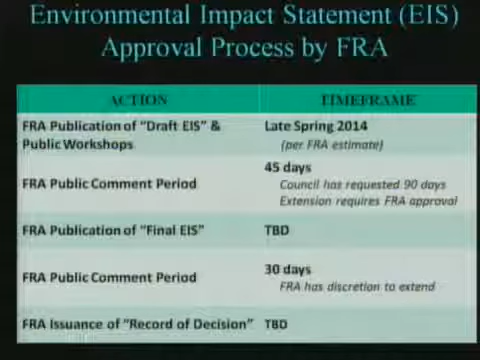 Environmental Impact Statement (EIS)
Approval Process by FRA
ACTION
TIMEFRAME
FRA Publication of "Draft EIS" &
Public Workshops
Late Spring 2014
(per FRA estimate)
FRA Public Comment Period
45 days
Council has requested 90 days
Extension requires FRA approval
FRA Publication of "Final EIS"
TBD
FRA Public Comment Period
30 days
FRA has discretion to extend
FRA Issuance of "Record of Decision"
TBD